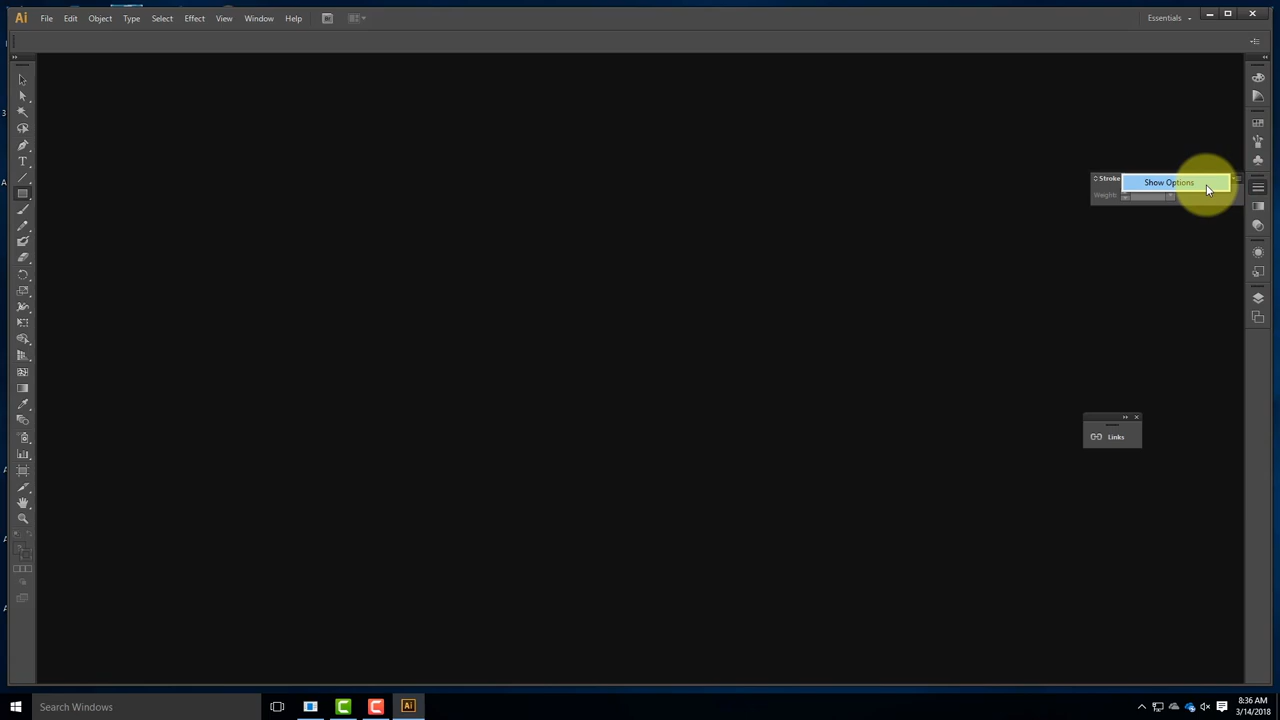 Ai File Edit Object Type Select Effect View Window Help
Essentials
Stroke
Show Options
Weight:
Links
T
Search Windows
Ai
8:36 AM
3/14/2018